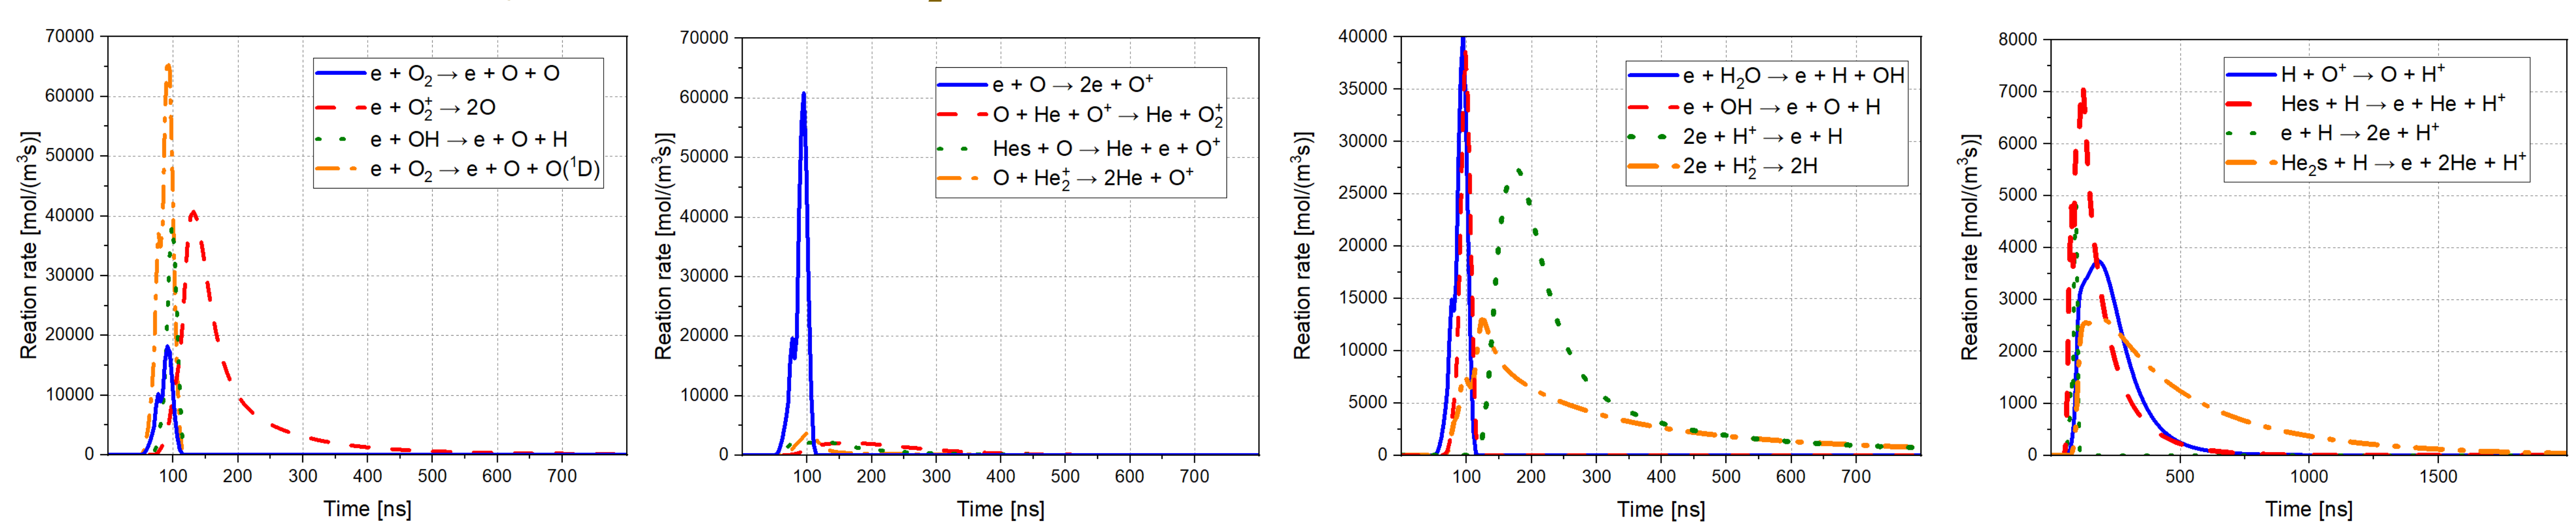 70000
60000
50000
40000
30000
20000
10000
0
Reation rate [mol/(m³s)]
e + O₂ → e + O + O
e + O₂⁺ → 2O
e + OH → e + O + H
e + O₂ → e + O + O(¹D)
100 200 300 400 500 600 700
Time [ns]
70000
60000
50000
40000
30000
20000
10000
0
Reation rate [mol/(m³s)]
e + O → 2e + O⁺
O + He + O⁺ → He + O₂⁺
Hes + O → He + e + O⁺
O + He₂⁺ → 2He + O⁺
100 200 300 400 500 600 700
Time [ns]
40000
35000
30000
25000
20000
15000
10000
5000
0
Reation rate [mol/(m³s)]
e + H₂O → e + H + OH
e + OH → e + O + H
2e + H⁺ → e + H
2e + H₂⁺ → 2H
100 200 300 400 500 600 700
Time [ns]
8000
7000
6000
5000
4000
3000
2000
1000
0
Reation rate [mol/(m³s)]
H + O⁺ → O + H⁺
Hes + H → e + He + H⁺
e + H → 2e + H⁺
He₂s + H → e + 2He + H⁺
500 1000 1500
Time [ns]